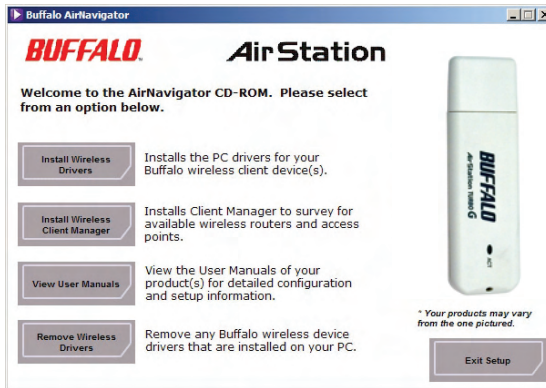 Buffalo AirNavigator
BUFFALO
AirStation
Welcome to the AirNavigator CD-ROM. Please select
from an option below.
Install Wireless
Drivers
Installs the PC drivers for your
Buffalo wireless client device(s).
Install Wireless
Client Manager
Installs Client Manager to survey for
available wireless routers and access
points.
View User Manuals
View the User Manuals of your
product(s) for detailed configuration
and setup information.
Remove Wireless
Drivers
Remove any Buffalo wireless device
drivers that are installed on your PC.
BUFFALO
AirStation TURBO G
ACT
* Your products may vary
from the one pictured.
Exit Setup